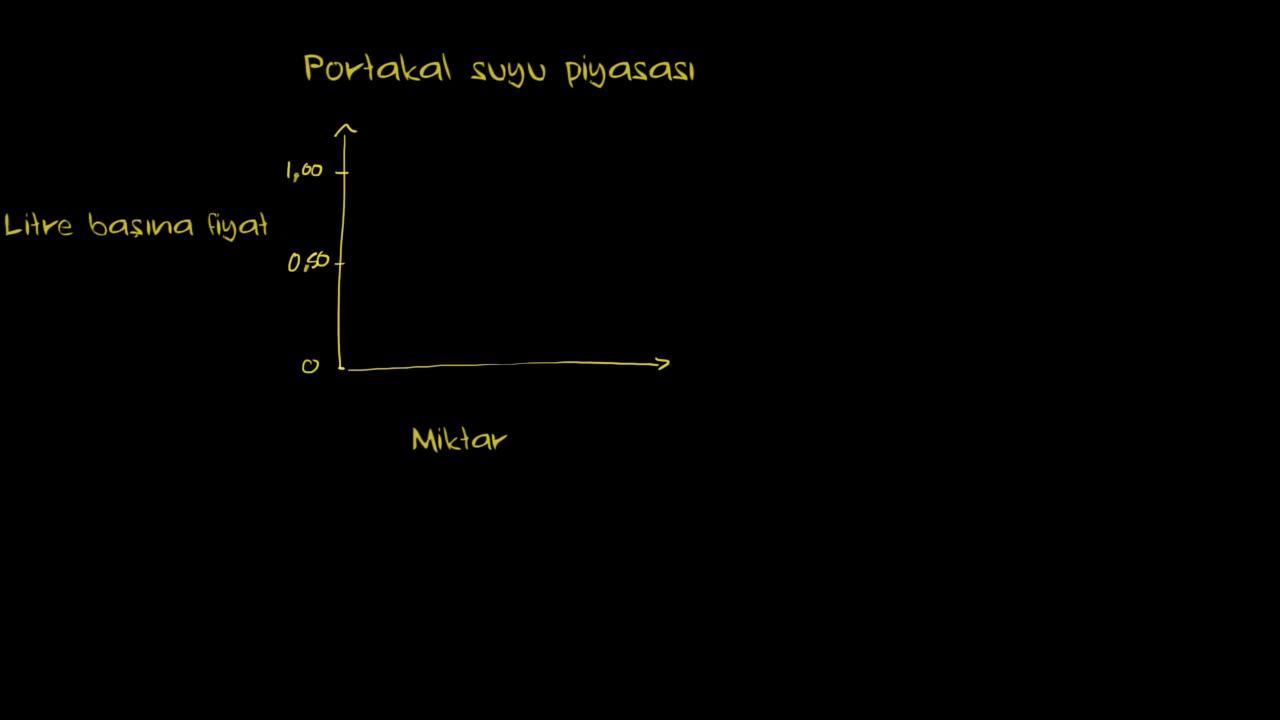 Portakal suyu piyasası
1,00
Litre başına fiyat
0,50
0
Miktar